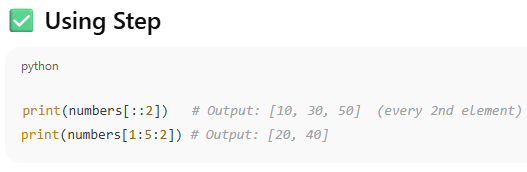 ✅ Using Step
python
print(numbers[::2])   # Output: [10, 30, 50]  (every 2nd element)
print(numbers[1:5:2]) # Output: [20, 40]